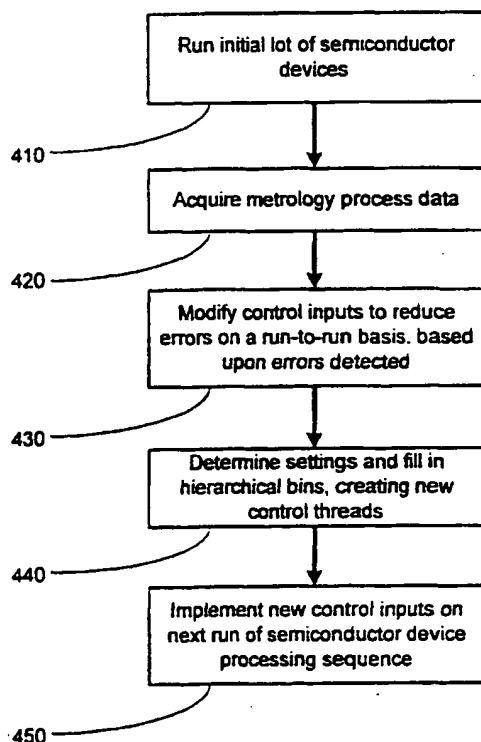 Run initial lot of semiconductor
devices
410
Acquire metrology process data
420
Modify control inputs to reduce
errors on a run-to-run basis. based
upon errors detected
430
Determine settings and fill in
hierarchical bins, creating new
control threads
440
Implement new control inputs on
next run of semiconductor device
processing sequence
450